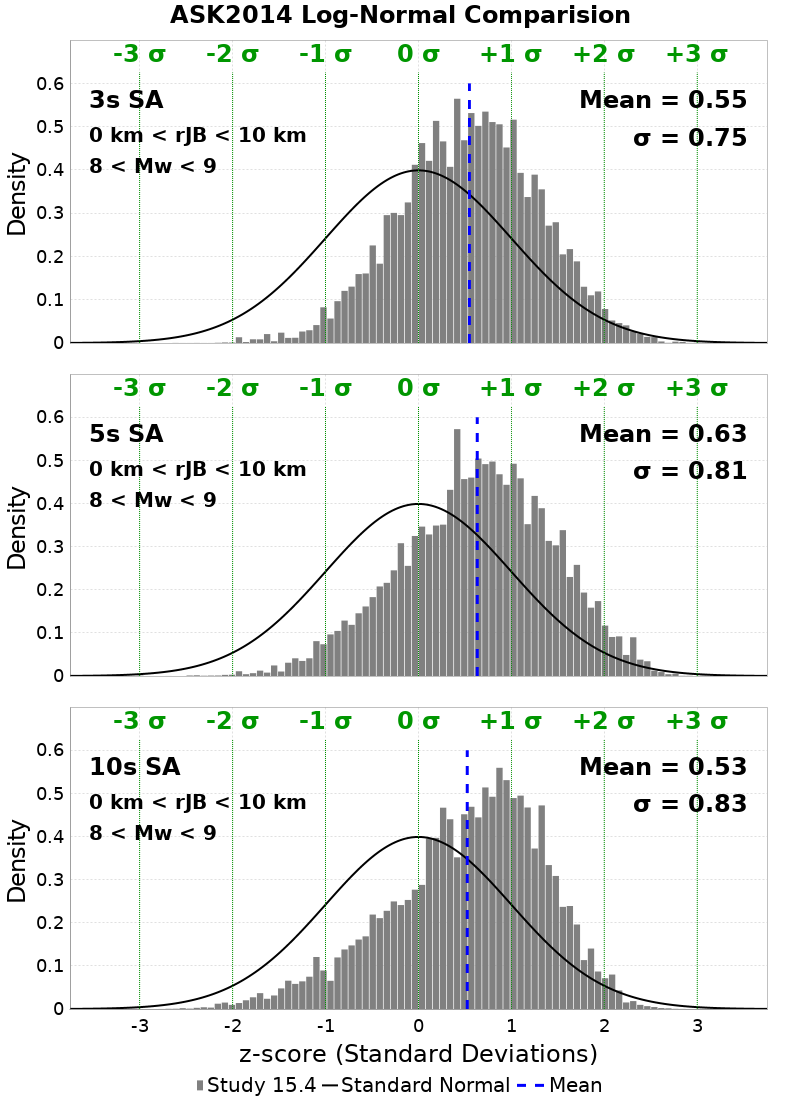 ASK2014 Log-Normal Comparision
-3 σ -2 σ -1 σ 0 σ +1 σ +2 σ +3 σ
0.6
3s SA
Mean = 0.55
0.5
0 km < rJB < 10 km
σ = 0.75
8 < Mw < 9
0.4
0.3
0.2
0.1
0
Density
-3 σ -2 σ -1 σ 0 σ +1 σ +2 σ +3 σ
0.6
5s SA
Mean = 0.63
0.5
0 km < rJB < 10 km
σ = 0.81
8 < Mw < 9
0.4
0.3
0.2
0.1
0
Density
-3 σ -2 σ -1 σ 0 σ +1 σ +2 σ +3 σ
0.6
10s SA
Mean = 0.53
0.5
0 km < rJB < 10 km
σ = 0.83
8 < Mw < 9
0.4
0.3
0.2
0.1
0
Density
-3 -2 -1 0 1 2 3
z-score (Standard Deviations)
Study 15.4 Standard Normal Mean